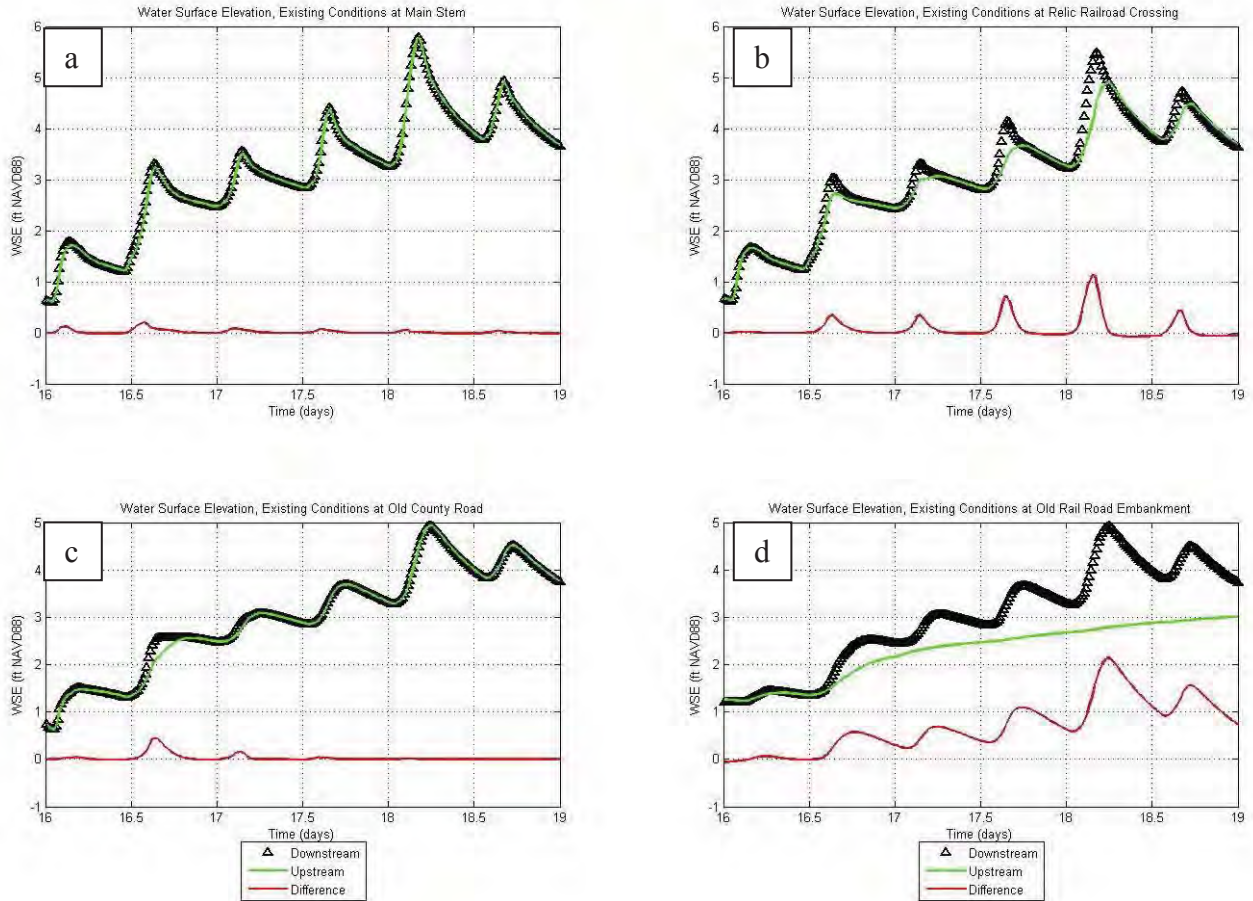 Water Surface Elevation, Existing Conditions at Main Stem
a
WSE (ft NAVD88)
6
5
4
3
2
1
0
-1
16 16.5 17 17.5 18 18.5 19
Time (days)
Water Surface Elevation, Existing Conditions at Relic Railroad Crossing
b
WSE (ft NAVD88)
6
5
4
3
2
1
0
-1
16 16.5 17 17.5 18 18.5 19
Time (days)
Water Surface Elevation, Existing Conditions at Old County Road
c
WSE (ft NAVD88)
5
4
3
2
1
0
-1
16 16.5 17 17.5 18 18.5 19
Time (days)
Downstream
Upstream
Difference
Water Surface Elevation, Existing Conditions at Old Rail Road Embankment
d
WSE (ft NAVD88)
5
4
3
2
1
0
-1
16 16.5 17 17.5 18 18.5 19
Time (days)
Downstream
Upstream
Difference